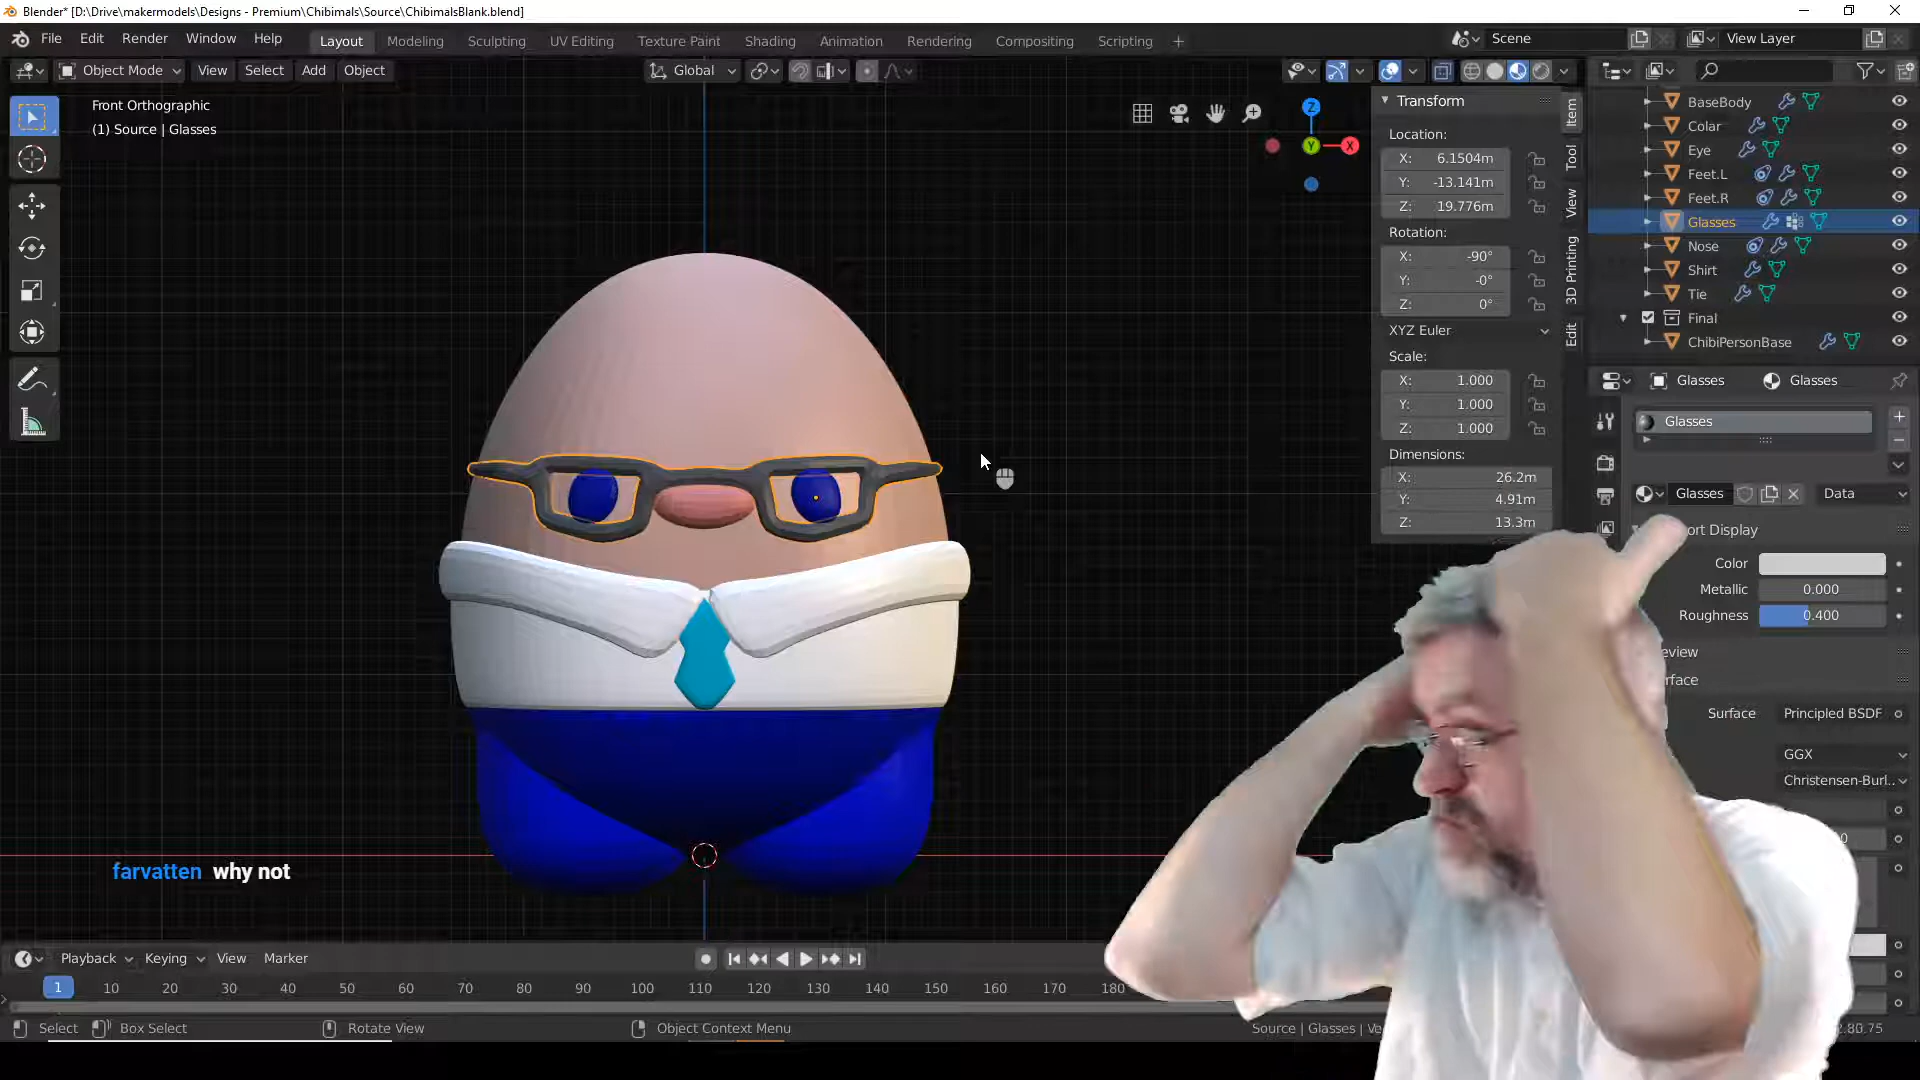 Blender* [D:\Drive\makermodels\Designs - Premium\Chibimals\Source\ChibimalsBlank.blend]
File Edit Render Window Help Layout Modeling Sculpting UV Editing Texture Paint Shading Animation Rendering Compositing Scripting + Scene View Layer
Object Mode View Select Add Object Global
Front Orthographic
(1) Source | Glasses
Z
Y
X
Transform
Location:
X: 6.1504m
Y: -13.141m
Z: 19.776m
Rotation:
X: -90°
Y: -0°
Z: 0°
XYZ Euler
Scale:
X: 1.000
Y: 1.000
Z: 1.000
Dimensions:
X: 26.2m
Y: 4.91m
Z: 13.3m
Item
Tool
View
3D Printing
Edit
BaseBody
Colar
Eye
Feet.L
Feet.R
Glasses
Nose
Shirt
Tie
Final
ChibiPersonBase
Glasses Glasses
Glasses
Glasses Data
ort Display
Color
Metallic 0.000
Roughness 0.400
eview
rface
Surface Principled BSDF
GGX
Christensen-Burl..
farvatten why not
Playback Keying View Marker
1 10 20 30 40 50 60 70 80 90 100 110 120 130 140 150 160 170 180
Select Box Select Rotate View Object Context Menu Source | Glasses | Ve .80.75